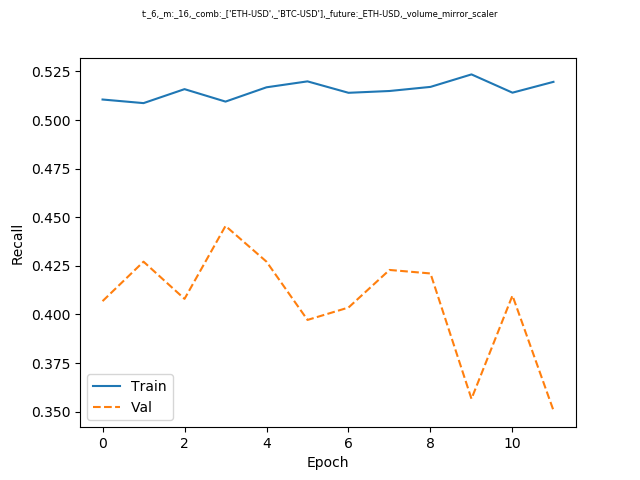 t:_6,_m:_16,_comb:_['ETH-USD',_'BTC-USD'],_future:_ETH-USD,_volume_mirror_scaler
0.525
0.500
0.475
0.450
0.425
0.400
0.375
0.350
Recall
Train
Val
0 2 4 6 8 10
Epoch